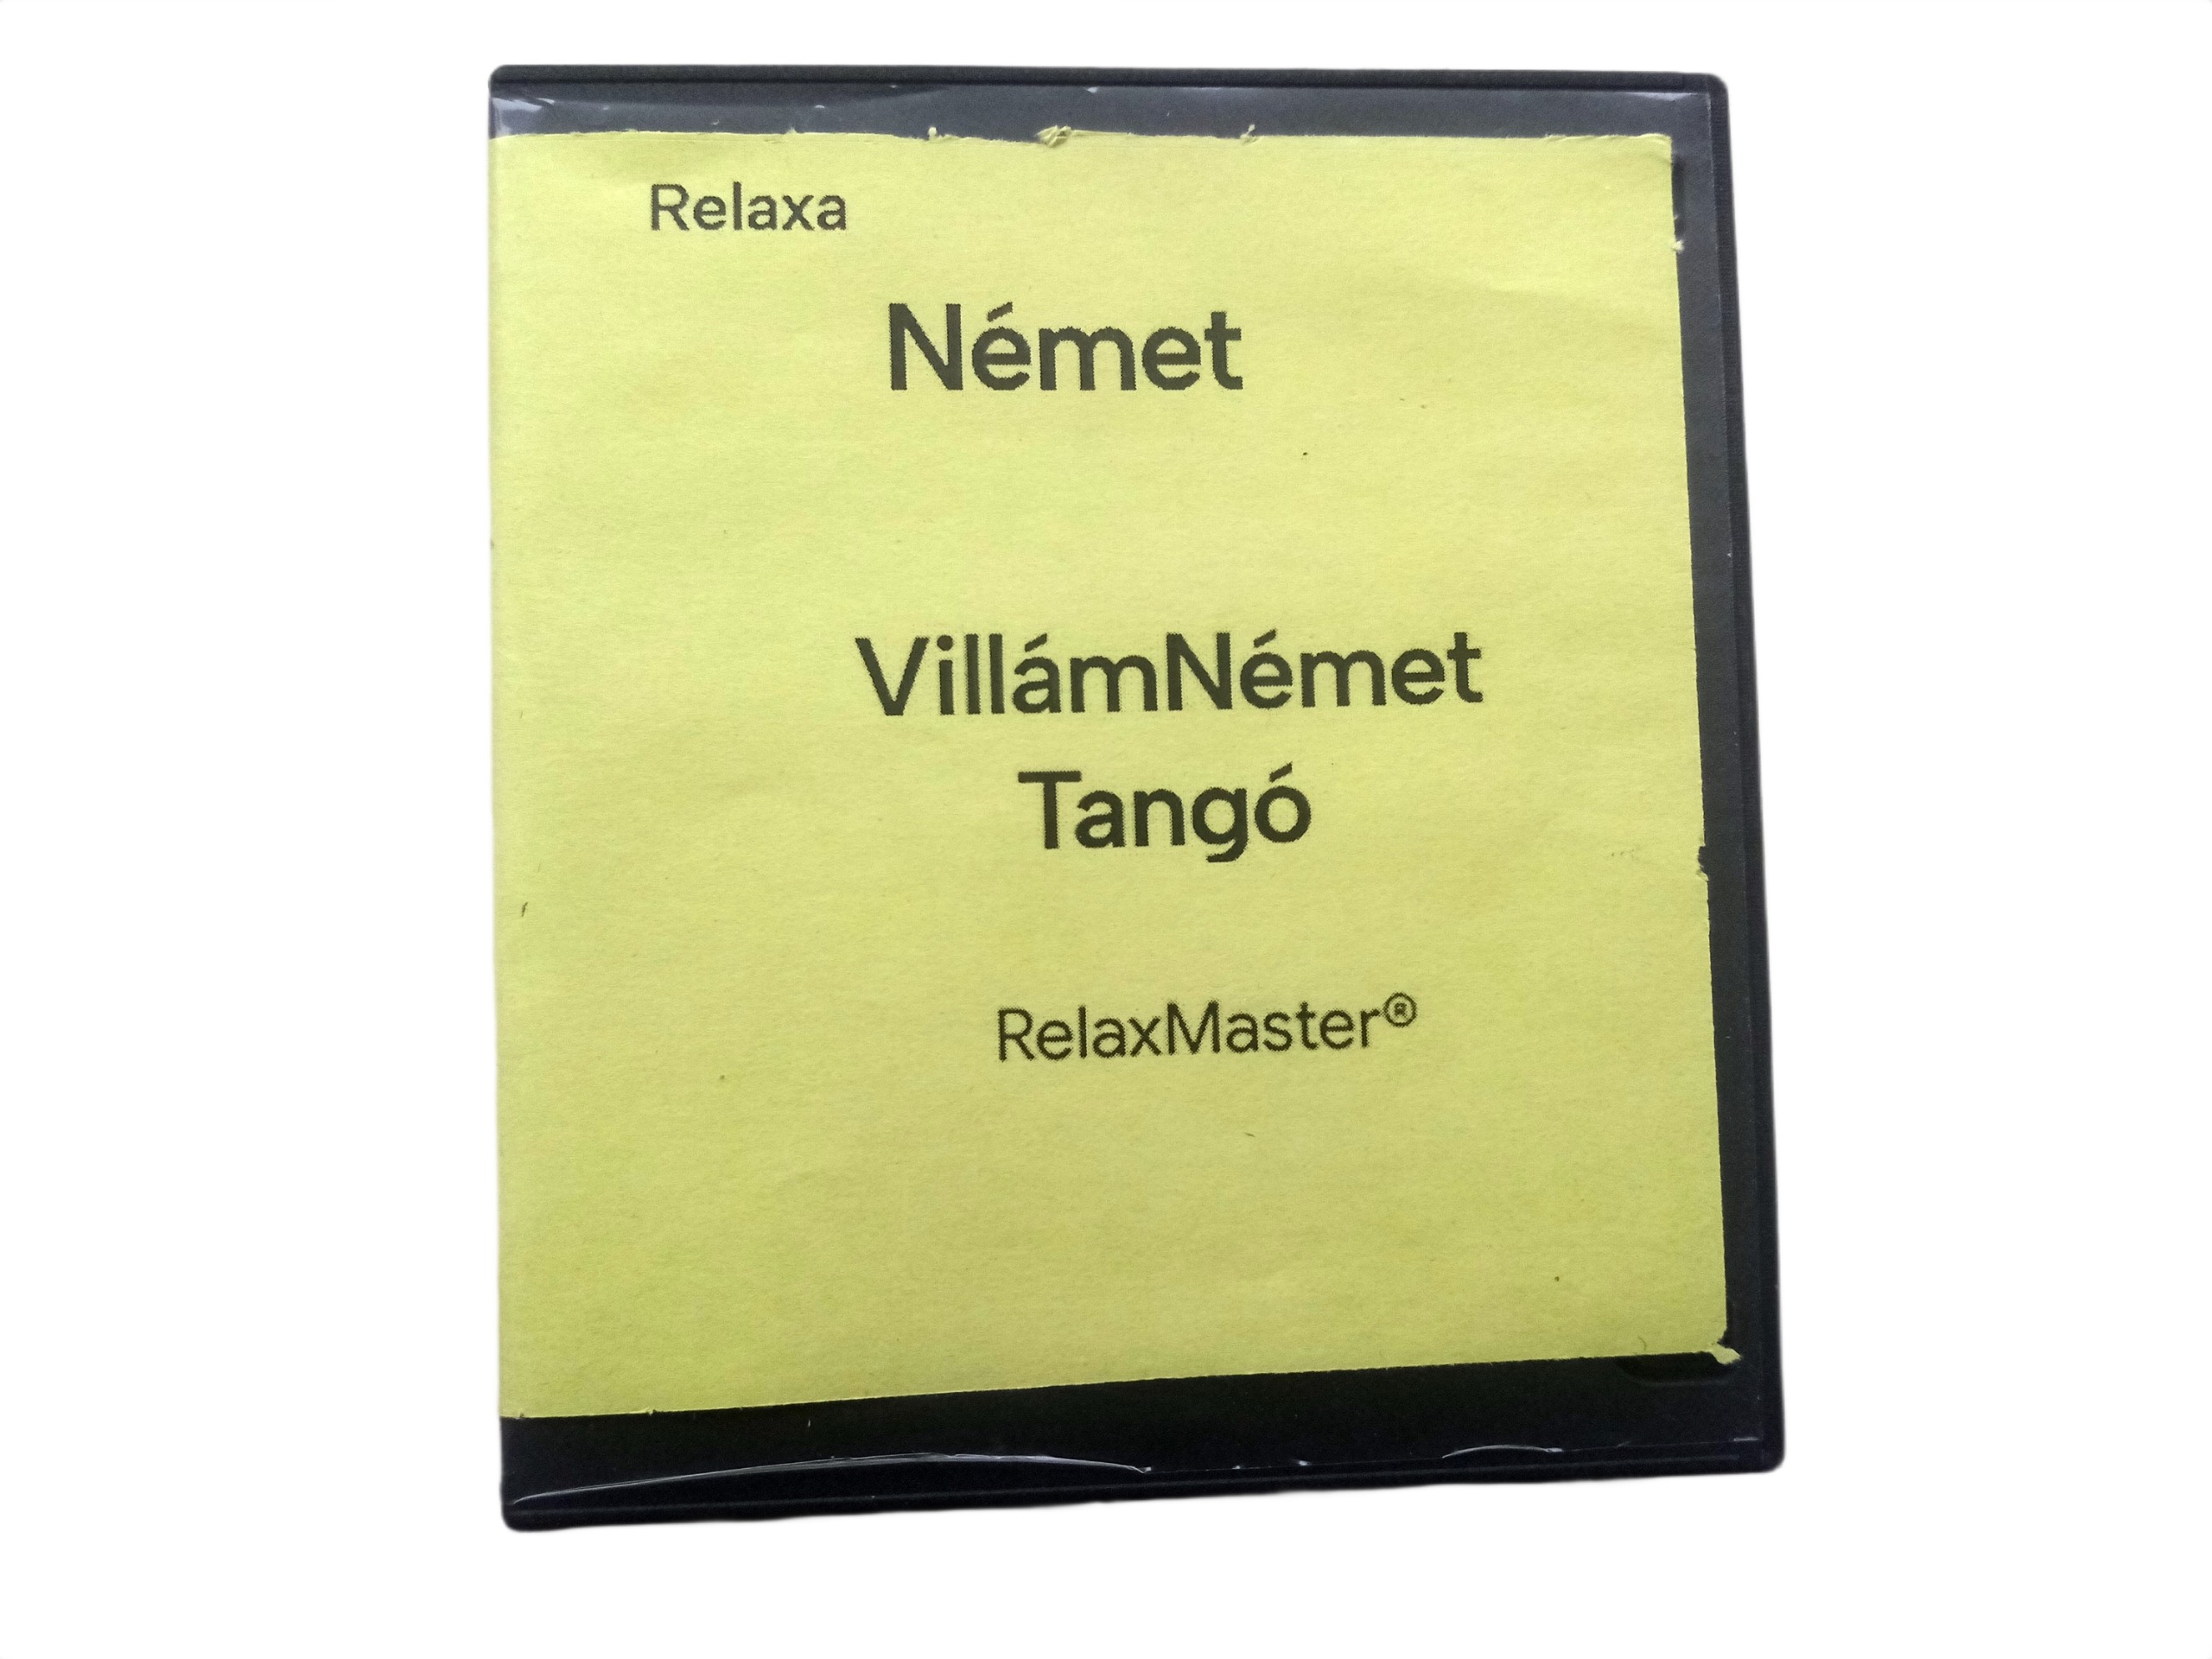 Relaxa
Német
VillámNémet
Tangó
RelaxMaster®